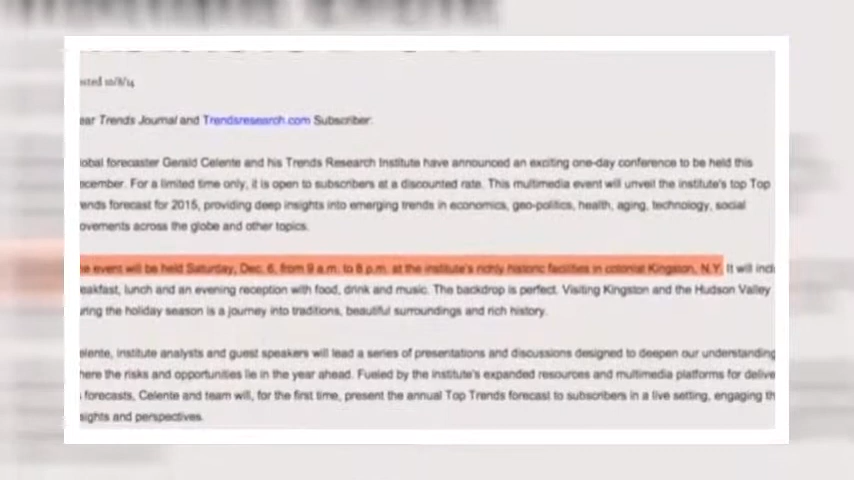 sted 10/8/14
ear Trends Journal and Trendsresearch.com Subscriber:
obal forecaster Gerald Celente and his Trends Research Institute have announced an exciting one-day conference to be held this
ecember. For a limited time only, it is open to subscribers at a discounted rate. This multimedia event will unveil the institute's top Top
ends forecast for 2015, providing deep insights into emerging trends in economics, geo-politics, health, aging, technology, social
ovements across the globe and other topics.
e event will be held Saturday, Dec. 6, from 9 a.m. to 8 p.m. at the institute's richly historic facilities in colonial Kingston, N.Y. It will incl
eakfast, lunch and an evening reception with food, drink and music. The backdrop is perfect. Visiting Kingston and the Hudson Valley
uring the holiday season is a journey into traditions, beautiful surroundings and rich history.
elente, institute analysts and guest speakers will lead a series of presentations and discussions designed to deepen our understanding
here the risks and opportunities lie in the year ahead. Fueled by the institute's expanded resources and multimedia platforms for delive
forecasts, Celente and team will, for the first time, present the annual Top Trends forecast to subscribers in a live setting, engaging th
sights and perspectives.